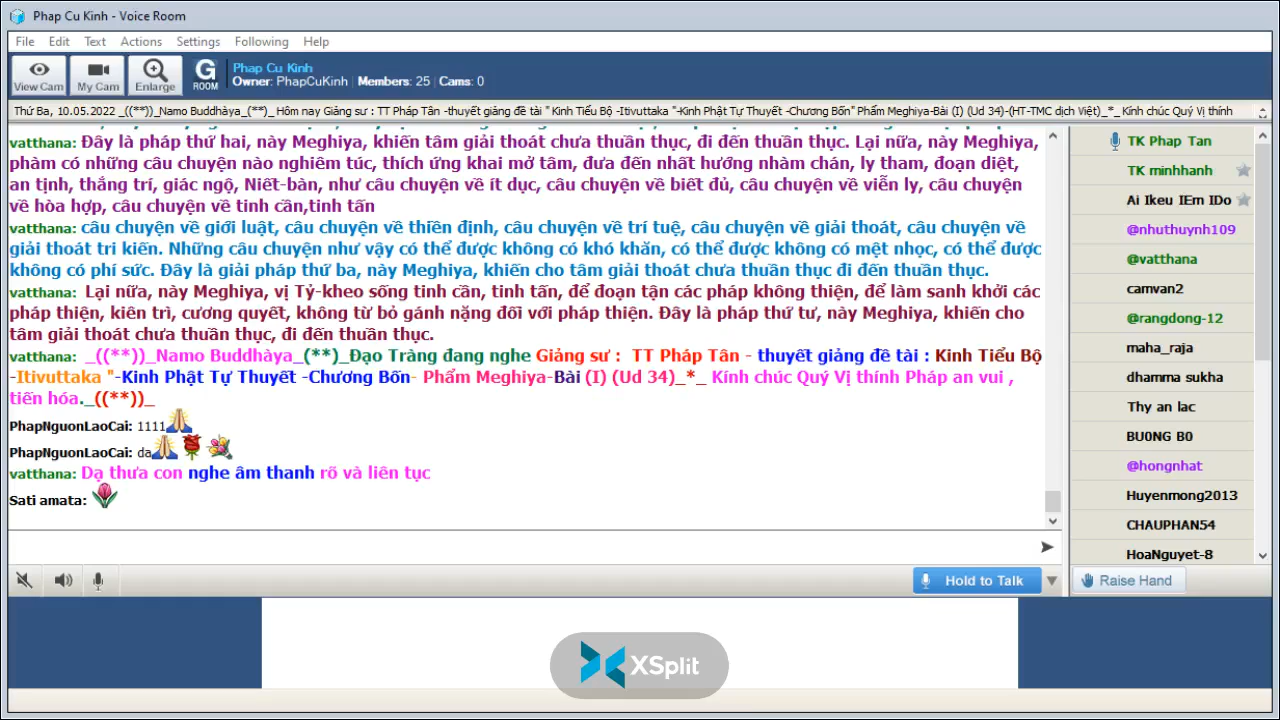 Phap Cu Kinh - Voice Room
File Edit Text Actions Settings Following Help
View Cam
My Cam
Enlarge
G
ROOM
Phap Cu Kinh
Owner: PhapCuKinh | Members: 25 | Cams: 0
Thứ Ba, 10.05.2022 _((**))_Namo Buddhàya_(**)_ Hôm nay Giảng sư : TT Pháp Tân -thuyết giảng đề tài " Kinh Tiểu Bộ -Itivuttaka "-Kinh Phật Tự Thuyết -Chương Bốn" Phẩm Meghiya-Bài (I) (Ud 34)-(HT-TMC dịch Việt)_*_ Kính chúc Quý Vị thính
vatthana: Đây là pháp thứ hai, này Meghiya, khiến tâm giải thoát chưa thuần thục, đi đến thuần thục. Lại nữa, này Meghiya,
phàm có những câu chuyện nào nghiêm túc, thích ứng khai mở tâm, đưa đến nhất hướng nhàm chán, ly tham, đoạn diệt,
an tịnh, thắng trí, giác ngộ, Niết-bàn, như câu chuyện về ít dục, câu chuyện về biết đủ, câu chuyện về viễn ly, câu chuyện
về hòa hợp, câu chuyện về tinh cần,tinh tấn
vatthana: câu chuyện về giới luật, câu chuyện về thiền định, câu chuyện về trí tuệ, câu chuyện về giải thoát, câu chuyện về
giải thoát tri kiến. Những câu chuyện như vậy có thể được không có khó khăn, có thể được không có mệt nhọc, có thể được
không có phí sức. Đây là giải pháp thứ ba, này Meghiya, khiến cho tâm giải thoát chưa thuần thục đi đến thuần thục.
vatthana: Lại nữa, này Meghiya, vị Tỷ-kheo sống tinh cần, tinh tấn, để đoạn tận các pháp không thiện, để làm sanh khởi các
pháp thiện, kiên trì, cương quyết, không từ bỏ gánh nặng đối với pháp thiện. Đây là pháp thứ tư, này Meghiya, khiến cho
tâm giải thoát chưa thuần thục, đi đến thuần thục.
vatthana: _((**))_Namo Buddhàya_(**)_Đạo Tràng đang nghe Giảng sư : TT Pháp Tân - thuyết giảng đề tài : Kinh Tiểu Bộ
-Itivuttaka "-Kinh Phật Tự Thuyết -Chương Bốn- Phẩm Meghiya-Bài (I) (Ud 34)_*_ Kính chúc Quý Vị thính Pháp an vui ,
tiến hóa._((**))_
PhapNguonLaoCai: 1111
PhapNguonLaoCai: da
vatthana: Dạ thưa con nghe âm thanh rõ và liên tục
Sati amata:
Hold to Talk
TK Phap Tan
TK minhhanh
Ai Ikeu IEm IDo
@nhuthuynh109
@vatthana
camvan2
@rangdong-12
maha_raja
dhamma sukha
Thy an lac
BU0NG B0
@hongnhat
Huyenmong2013
CHAUPHAN54
HoaNguyet-8
Raise Hand
XSplit